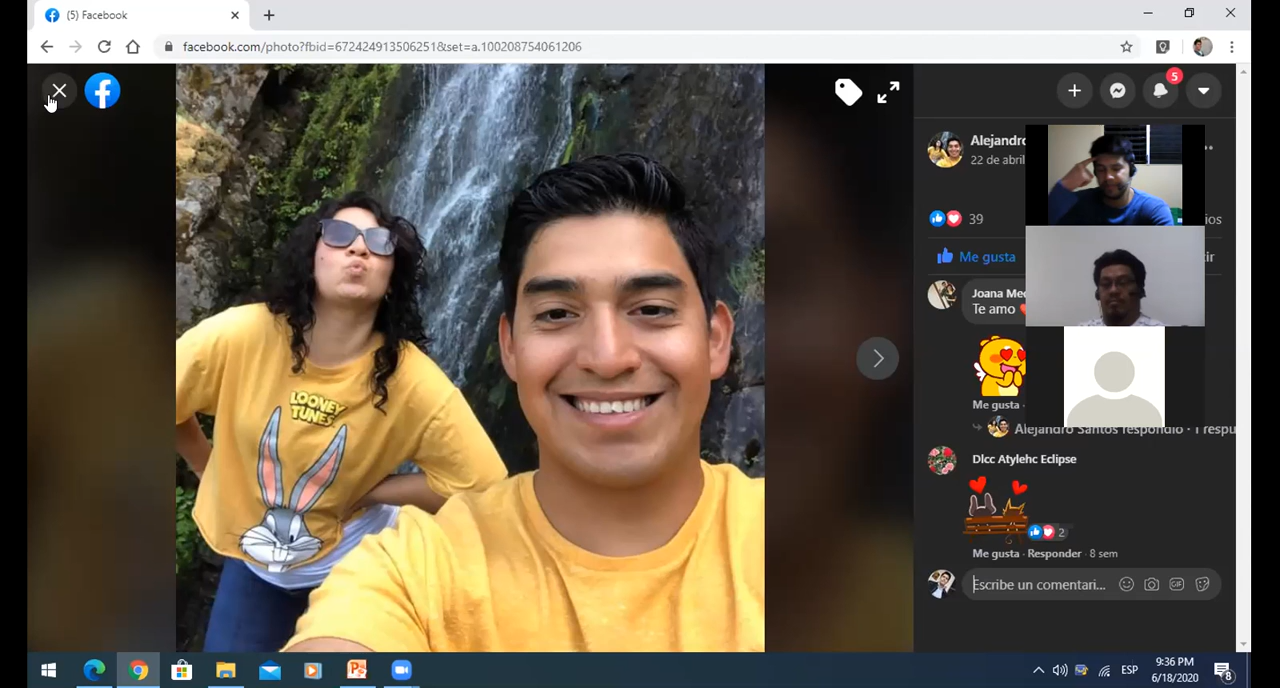 (5) Facebook
facebook.com/photo?fbid=672424913506251&set=a.100208754061206
5
Alejandro
22 de abril
39
ios
Me gusta
tir
Joana Me
Te amo
Me gusta ·
Alejandro Santos respondió · 1 respu
Dlcc Atylehc Eclipse
2
Me gusta · Responder · 8 sem
Escribe un comentari...
LOONEY
TUNES
ESP
9:36 PM
6/18/2020
8